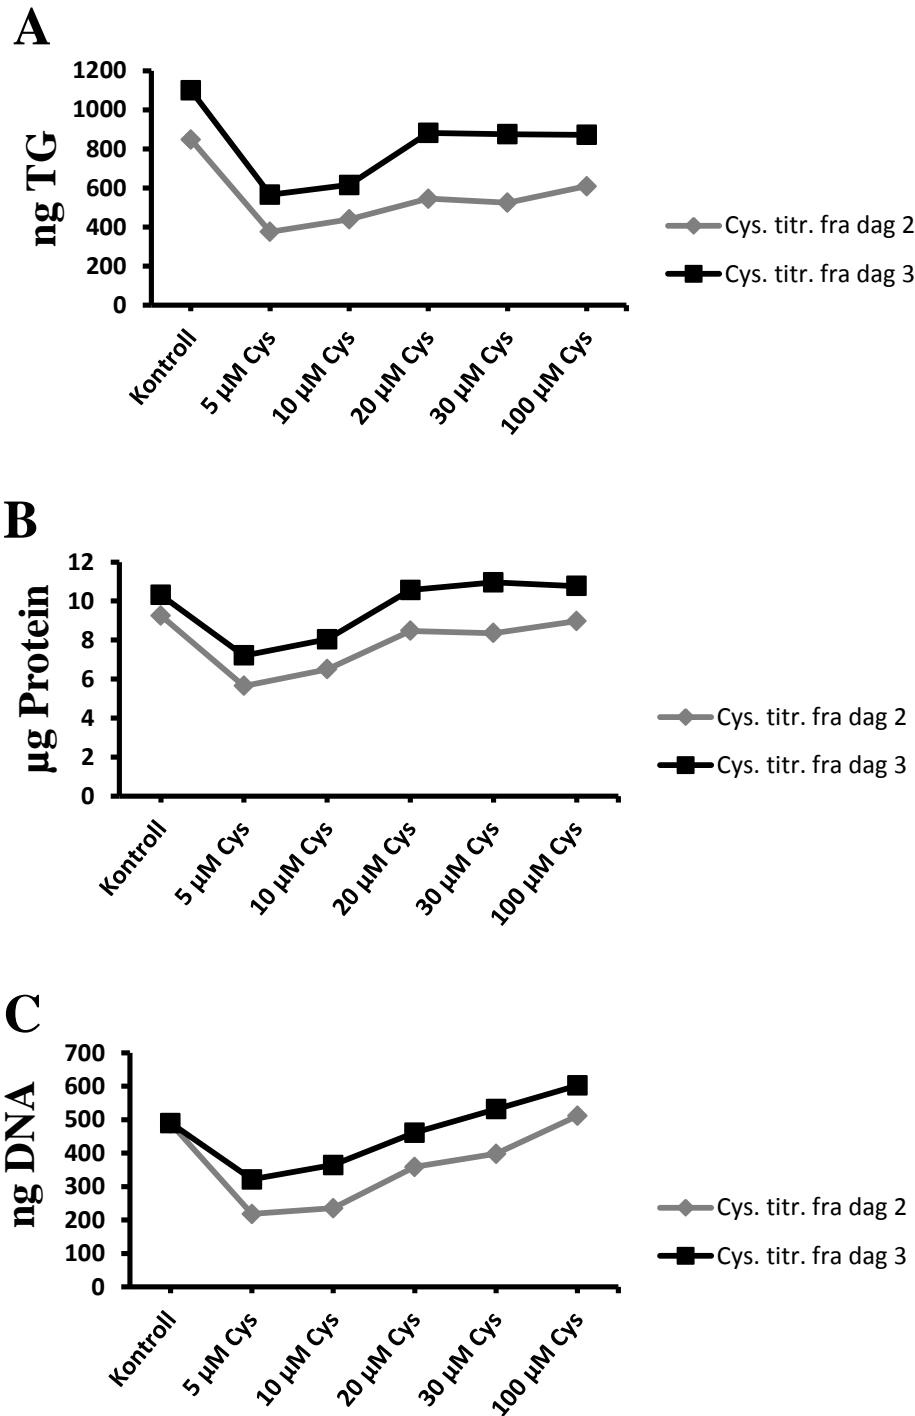 A
ng TG
1200
1000
800
600
400
200
0
Kontroll
5 µM Cys
10 µM Cys
20 µM Cys
30 µM Cys
100 µM Cys
Cys. titr. fra dag 2
Cys. titr. fra dag 3
B
µg Protein
12
10
8
6
4
2
0
Kontroll
5 µM Cys
10 µM Cys
20 µM Cys
30 µM Cys
100 µM Cys
Cys. titr. fra dag 2
Cys. titr. fra dag 3
C
ng DNA
700
600
500
400
300
200
100
0
Kontroll
5 µM Cys
10 µM Cys
20 µM Cys
30 µM Cys
100 µM Cys
Cys. titr. fra dag 2
Cys. titr. fra dag 3